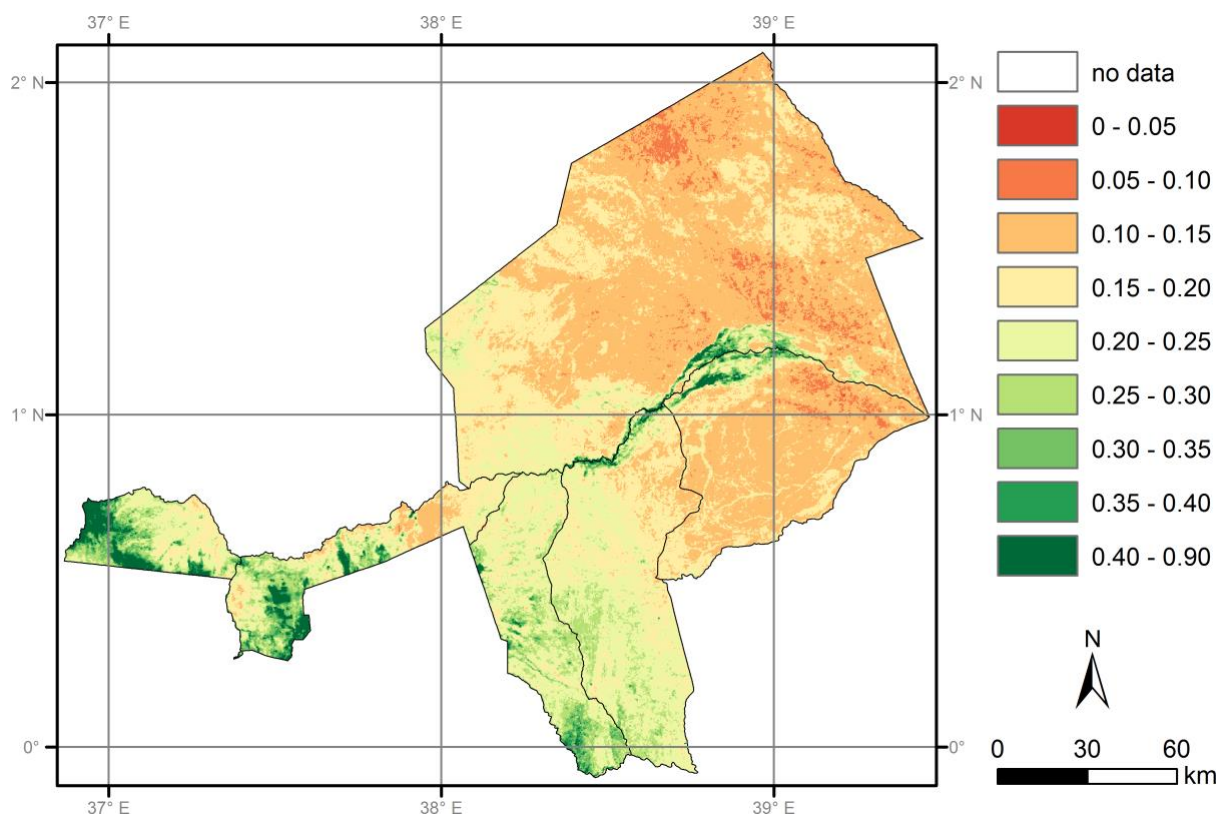 37° E 38° E 39° E
2° N 2° N
1° N 1° N
0° 0°
37° E 38° E 39° E
no data
0 - 0.05
0.05 - 0.10
0.10 - 0.15
0.15 - 0.20
0.20 - 0.25
0.25 - 0.30
0.30 - 0.35
0.35 - 0.40
0.40 - 0.90
N
0 30 60
km